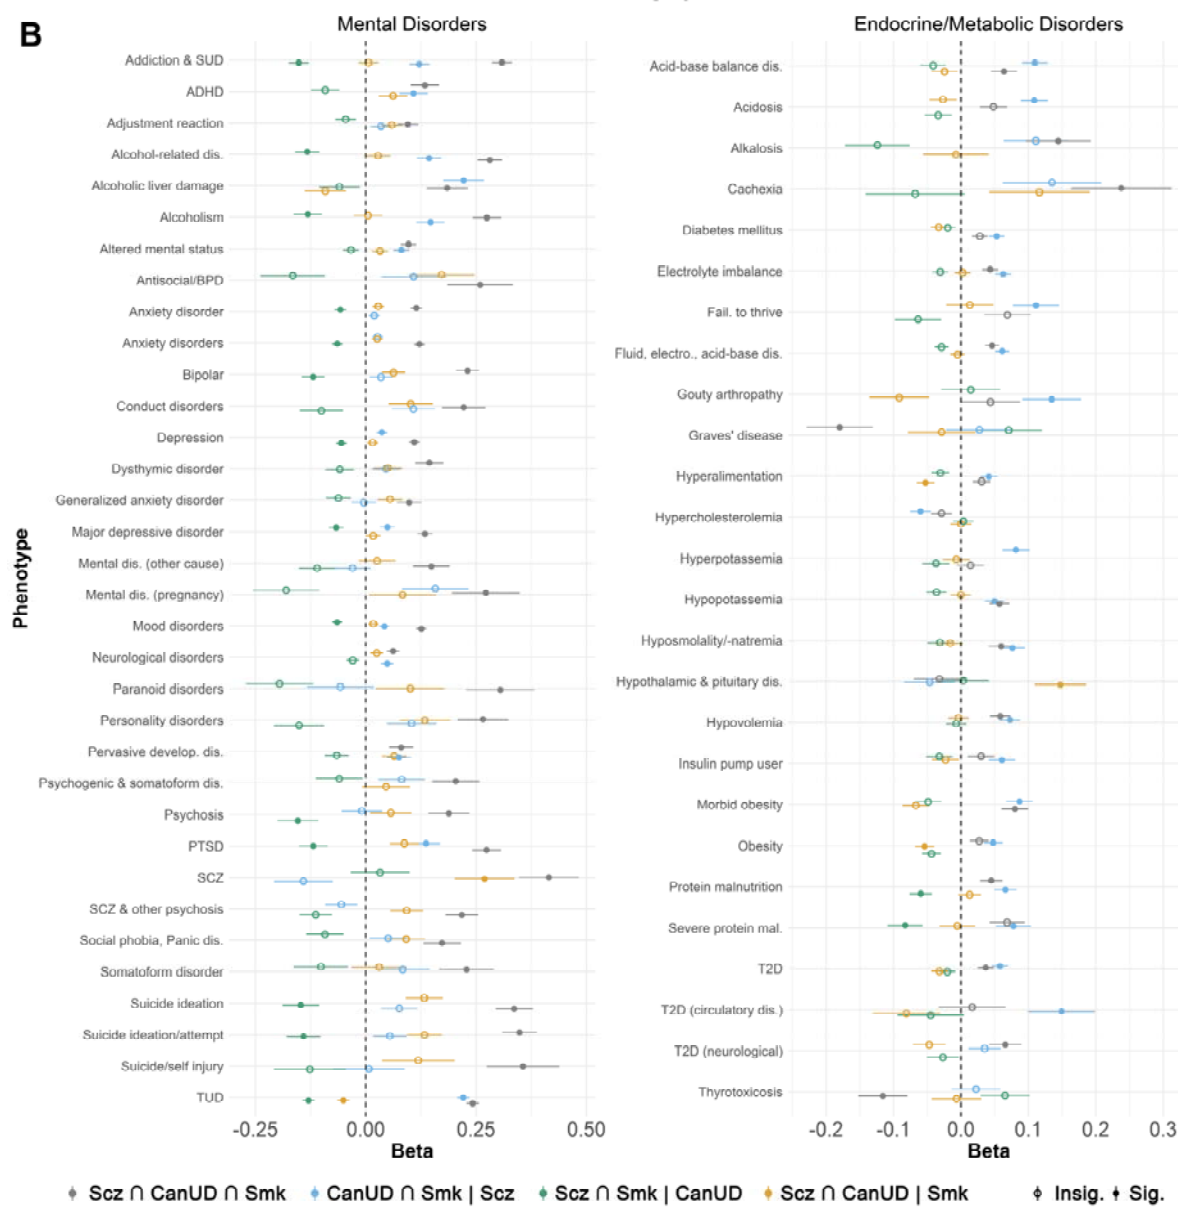 B
Mental Disorders
Endocrine/Metabolic Disorders
Phenotype
Addiction & SUD
ADHD
Adjustment reaction
Alcohol-related dis.
Alcoholic liver damage
Alcoholism
Altered mental status
Antisocial/BPD
Anxiety disorder
Anxiety disorders
Bipolar
Conduct disorders
Depression
Dysthymic disorder
Generalized anxiety disorder
Major depressive disorder
Mental dis. (other cause)
Mental dis. (pregnancy)
Mood disorders
Neurological disorders
Paranoid disorders
Personality disorders
Pervasive develop. dis.
Psychogenic & somatoform dis.
Psychosis
PTSD
SCZ
SCZ & other psychosis
Social phobia, Panic dis.
Somatoform disorder
Suicide ideation
Suicide ideation/attempt
Suicide/self injury
TUD
-0.25 0.00 0.25 0.50
Beta
Acid-base balance dis.
Acidosis
Alkalosis
Cachexia
Diabetes mellitus
Electrolyte imbalance
Fail. to thrive
Fluid, electro., acid-base dis.
Gouty arthropathy
Graves' disease
Hyperalimentation
Hypercholesterolemia
Hyperpotassemia
Hypopotassemia
Hyposmolality/-natremia
Hypothalamic & pituitary dis.
Hypovolemia
Insulin pump user
Morbid obesity
Obesity
Protein malnutrition
Severe protein mal.
T2D
T2D (circulatory dis.)
T2D (neurological)
Thyrotoxicosis
-0.2 -0.1 0.0 0.1 0.2 0.3
Beta
Scz ∩ CanUD ∩ Smk CanUD ∩ Smk | Scz Scz ∩ Smk | CanUD Scz ∩ CanUD | Smk Insig. Sig.